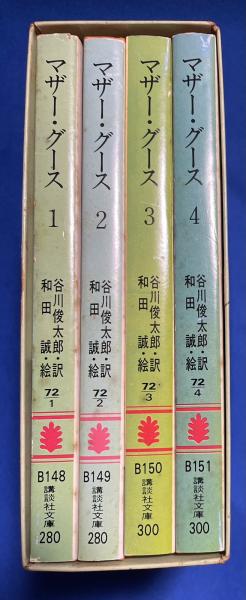 マザー・グース 1
谷川俊太郎・訳
和田 誠・絵
72
1
B148
講談社文庫
280
マザー・グース 2
谷川俊太郎・訳
和田 誠・絵
72
2
B149
講談社文庫
280
マザー・グース 3
谷川俊太郎・訳
和田 誠・絵
72
3
B150
講談社文庫
300
マザー・グース 4
谷川俊太郎・訳
和田 誠・絵
72
4
B151
講談社文庫
300